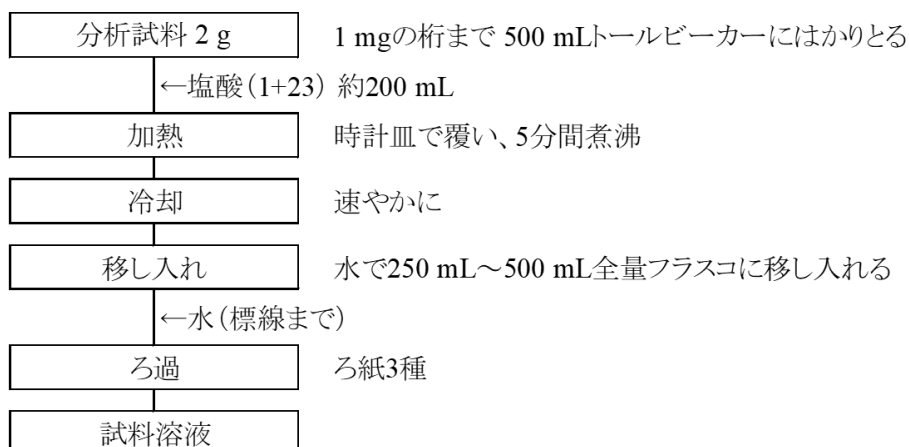 分析試料 2 g 1 mgの桁まで 500 mLトールビーカーにはかりとる
←塩酸(1+23) 約200 mL
加熱 時計皿で覆い、5分間煮沸
冷却 速やかに
移し入れ 水で250 mL～500 mL全量フラスコに移し入れる
←水(標線まで)
ろ過 ろ紙3種
試料溶液